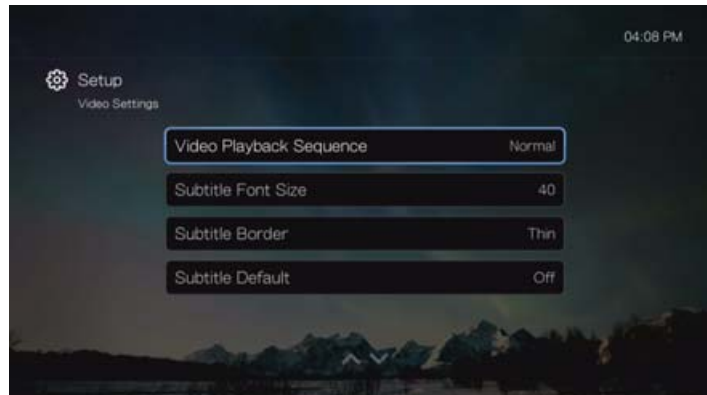 04:08 PM
Setup
Video Settings
Video Playback Sequence Normal
Subtitle Font Size 40
Subtitle Border Thin
Subtitle Default Off